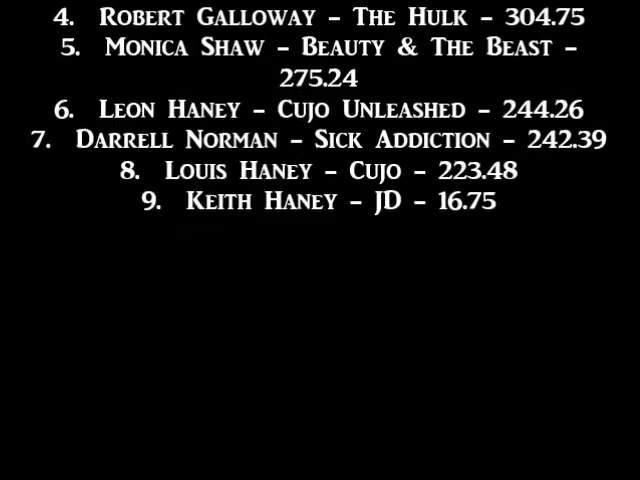 4. Robert Galloway – The Hulk – 304.75
5. Monica Shaw – Beauty & The Beast –
275.24
6. Leon Haney – Cujo Unleashed – 244.26
7. Darrell Norman – Sick Addiction – 242.39
8. Louis Haney – Cujo – 223.48
9. Keith Haney – JD – 16.75